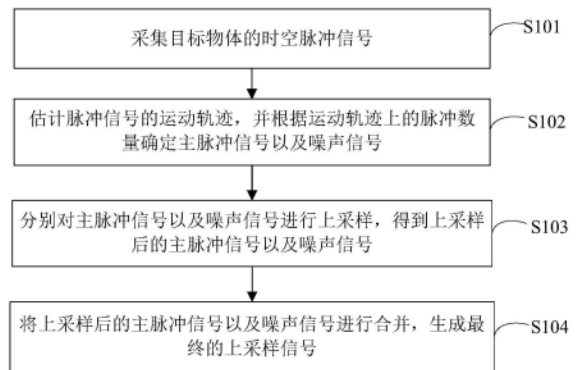 采集目标物体的时空脉冲信号
S101
估计脉冲信号的运动轨迹，并根据运动轨迹上的脉冲数
量确定主脉冲信号以及噪声信号
S102
分别对主脉冲信号以及噪声信号进行上采样，得到上采样
后的主脉冲信号以及噪声信号
S103
将上采样后的主脉冲信号以及噪声信号进行合并，生成最
终的上采样信号
S104